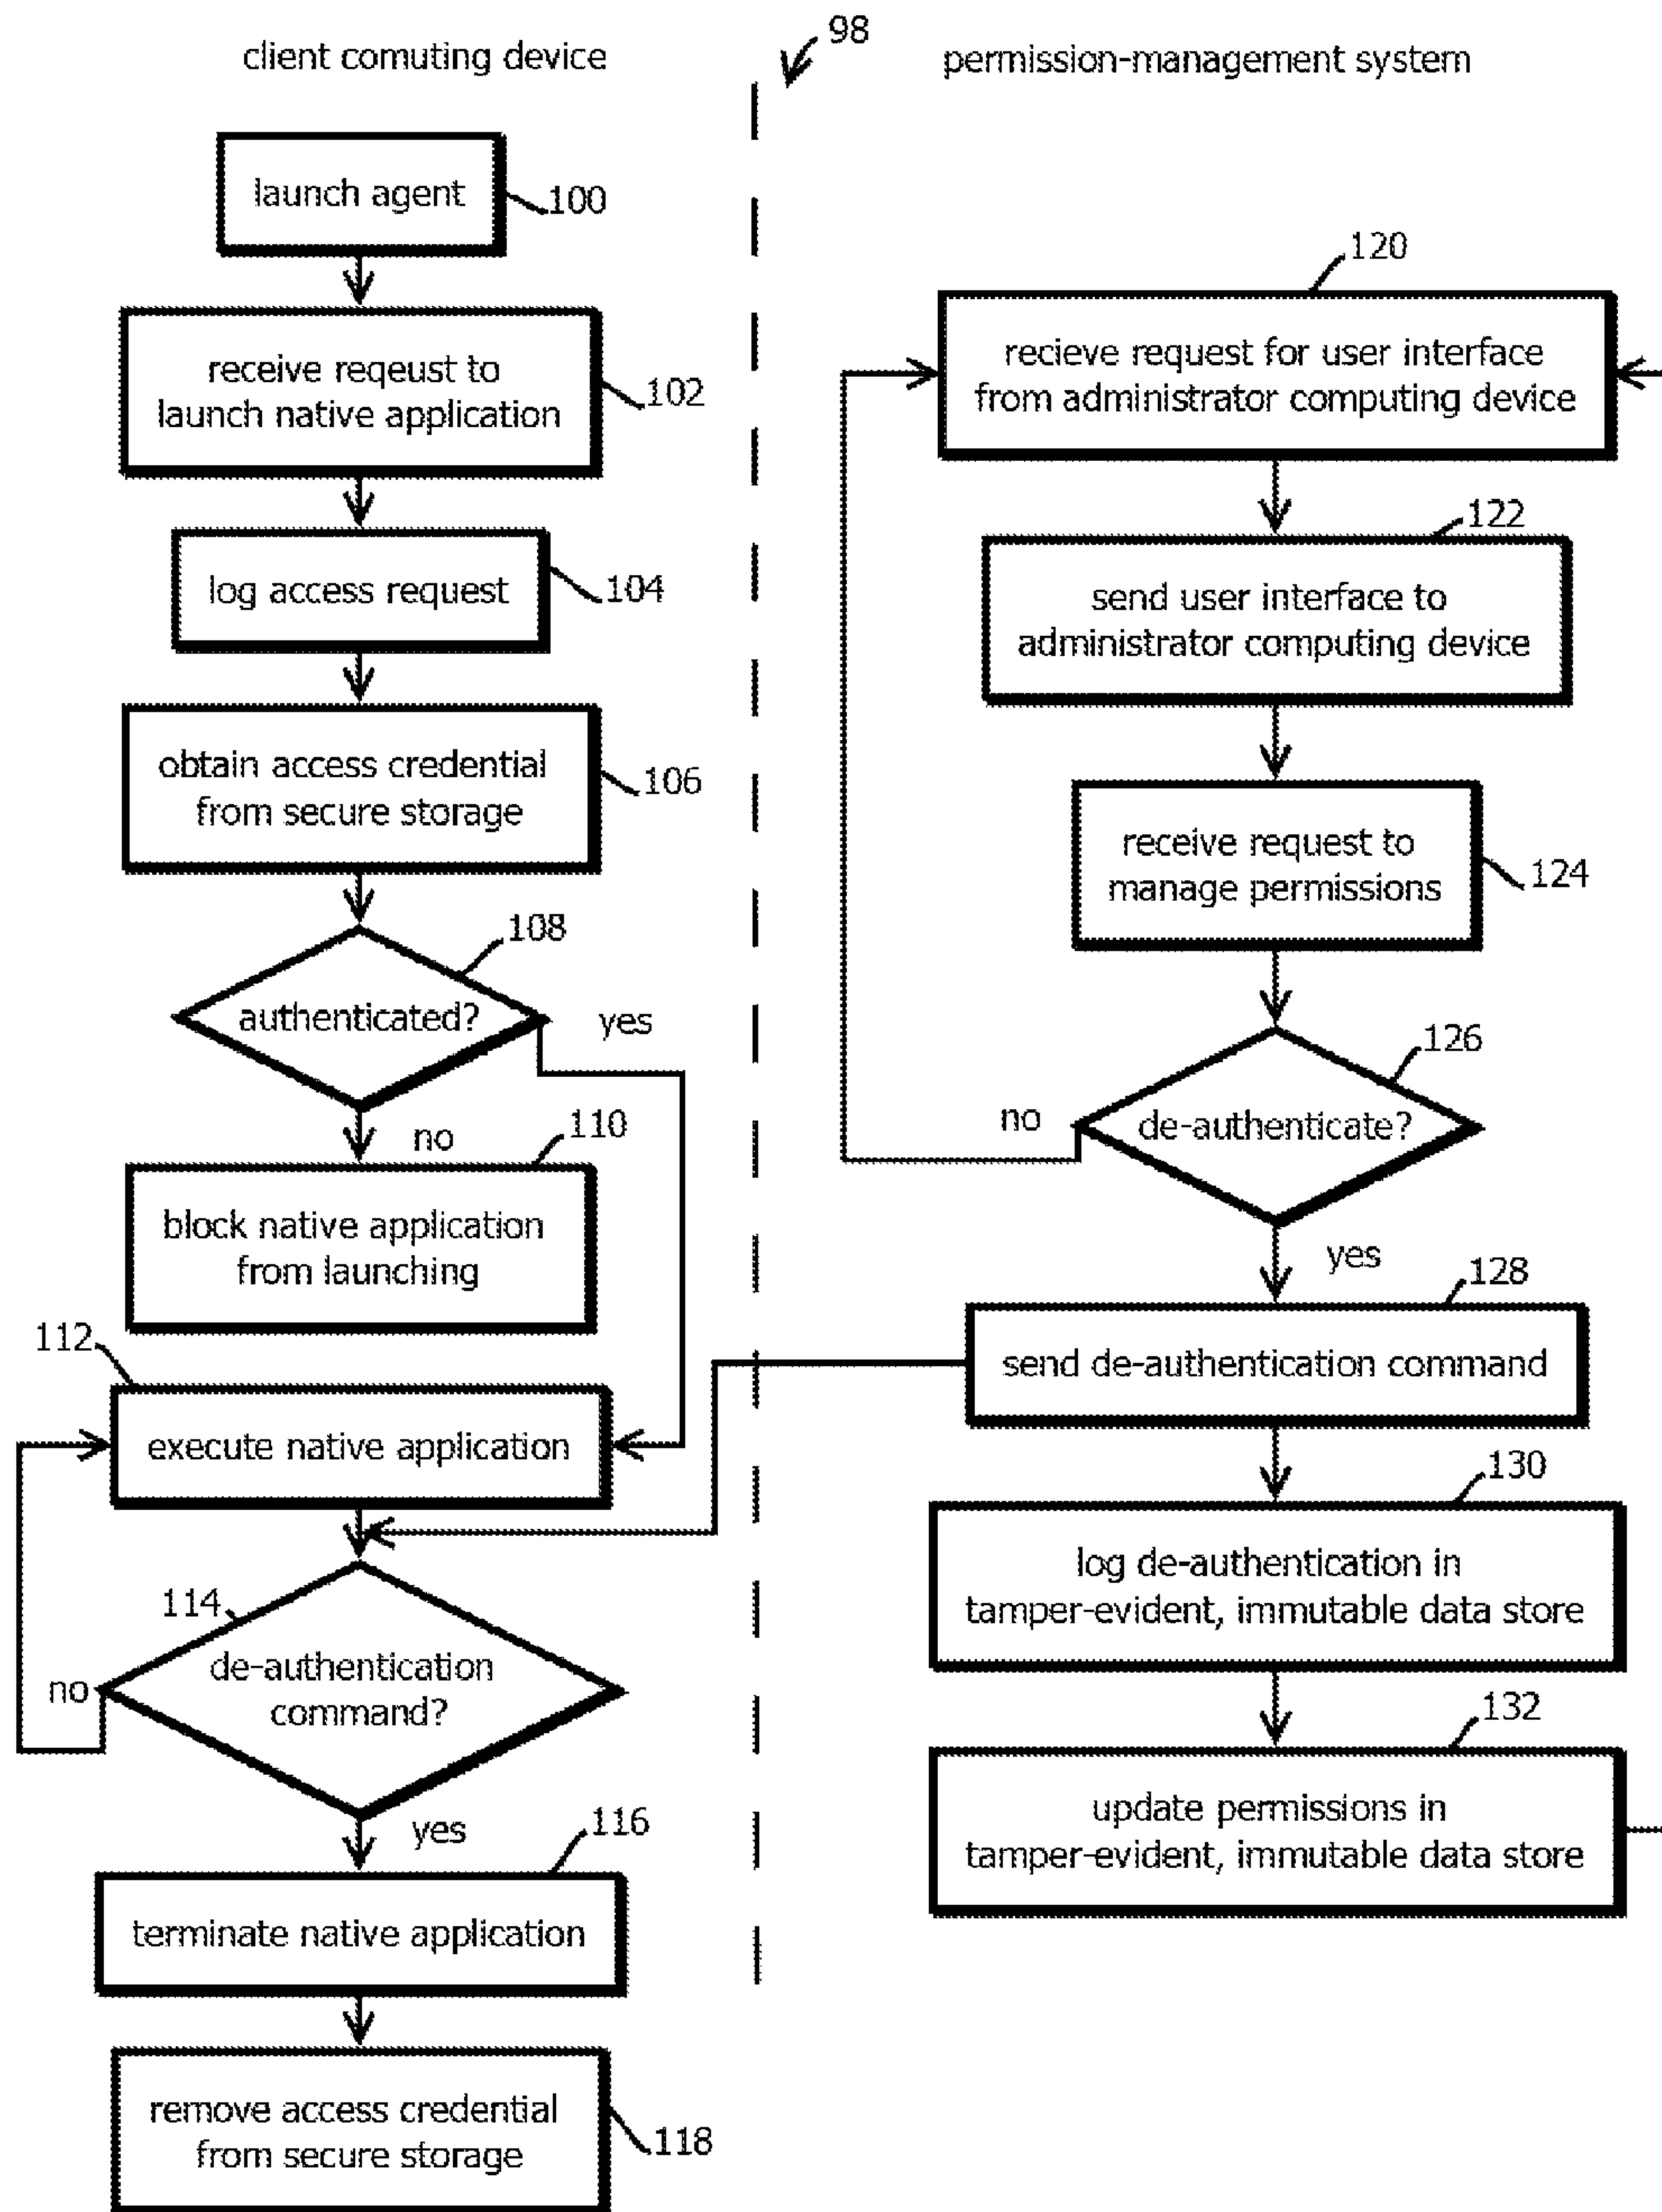 98
client comuting device
permission-management system
launch agent
100
receive reqeust to
launch native application
102
log access request
104
obtain access credential
from secure storage
106
108
authenticated?
yes
no
110
block native application
from launching
112
execute native application
114
de-authentication
command?
no
yes
116
terminate native application
remove access credential
from secure storage
118
120
recieve request for user interface
from administrator computing device
122
send user interface to
administrator computing device
receive request to
manage permissions
124
126
de-authenticate?
no
yes
128
send de-authentication command
130
log de-authentication in
tamper-evident, immutable data store
132
update permissions in
tamper-evident, immutable data store